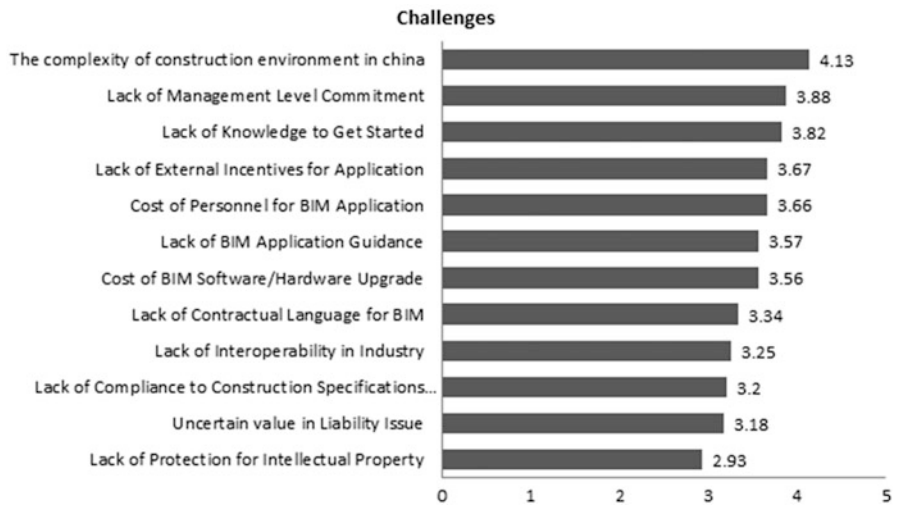 Challenges
The complexity of construction environment in china 4.13
Lack of Management Level Commitment 3.88
Lack of Knowledge to Get Started 3.82
Lack of External Incentives for Application 3.67
Cost of Personnel for BIM Application 3.66
Lack of BIM Application Guidance 3.57
Cost of BIM Software/Hardware Upgrade 3.56
Lack of Contractual Language for BIM 3.34
Lack of Interoperability in Industry 3.25
Lack of Compliance to Construction Specifications... 3.2
Uncertain value in Liability Issue 3.18
Lack of Protection for Intellectual Property 2.93
0 1 2 3 4 5